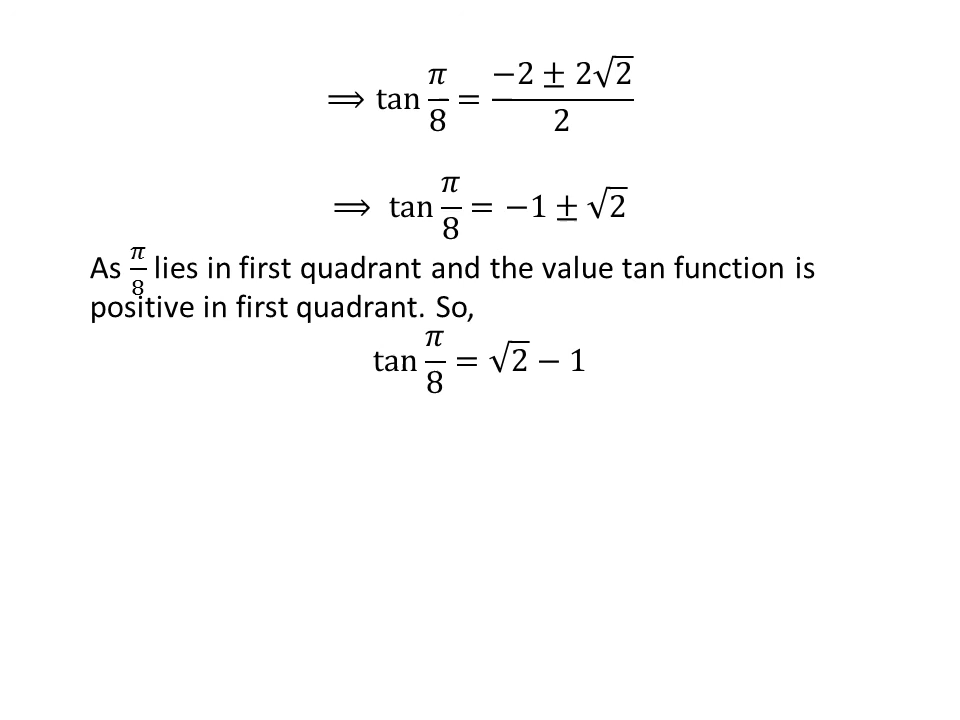 ⟹ tan π/8 = (−2 ± 2√2)/2
⟹ tan π/8 = −1 ± √2
As π/8 lies in first quadrant and the value tan function is
positive in first quadrant. So,
tan π/8 = √2 − 1